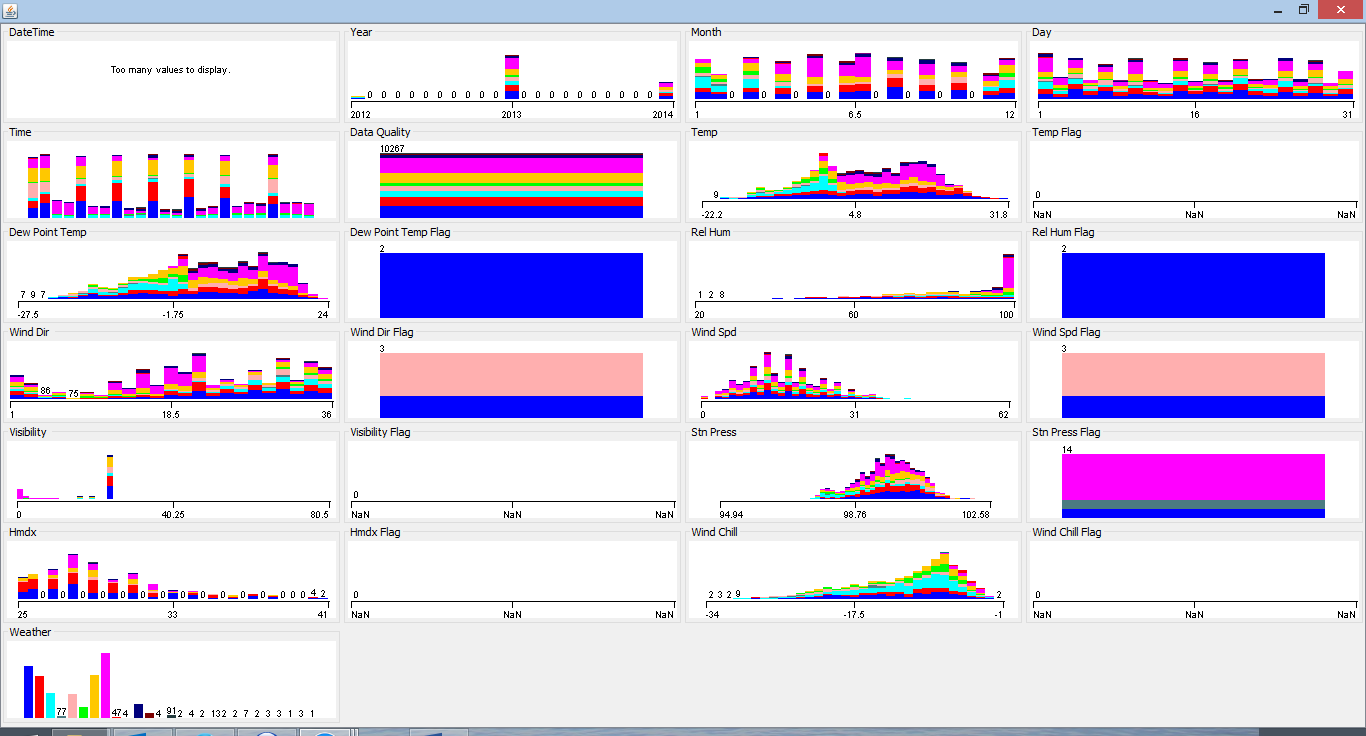 DateTime Year Month Day
Too many values to display.
0 0 0 0 0 0 0 0 0 0 0 0 0 0
0 0 0 0 0 0 0 0
2012 2013 2014
1 6.5 12
1 16 31
Time Data Quality Temp Temp Flag
10267
9
0
-22.2 4.8 31.8
NaN NaN NaN
Dew Point Temp Dew Point Temp Flag Rel Hum Rel Hum Flag
2
2
7 9 7
1 2 8
-27.5 -1.75 24
20 60 100
Wind Dir Wind Dir Flag Wind Spd Wind Spd Flag
3
3
86 75
1 18.5 36
0 31 62
Visibility Visibility Flag Stn Press Stn Press Flag
14
0
0 40.25 80.5
NaN NaN NaN
94.94 98.76 102.58
Hmdx Hmdx Flag Wind Chill Wind Chill Flag
0 0 0 0 0 0 0 0 0 0 0 0 0 4 2
0
2 3 2 9 2
0
25 33 41
NaN NaN NaN
-34 -17.5 -1
NaN NaN NaN
Weather
77 47 4 4 91 2 4 2 13 2 2 7 2 3 3 1 3 1